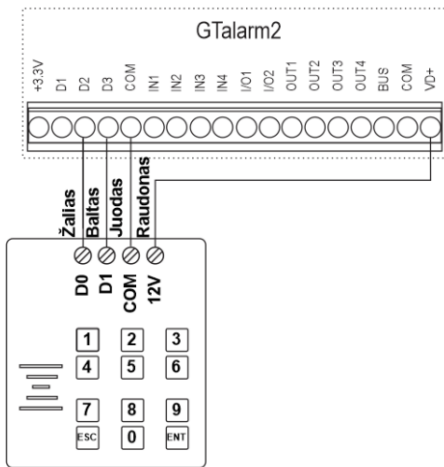 GTalarm2
+3.3V D1 D2 D3 COM IN1 IN2 IN3 IN4 I/O1 I/O2 OUT1 OUT2 OUT3 OUT4 BUS COM VD+
Žalias Baltas Juodas Raudonas
D0 D1 COM 12V
1 2 3
4 5 6
7 8 9
ESC 0 ENT